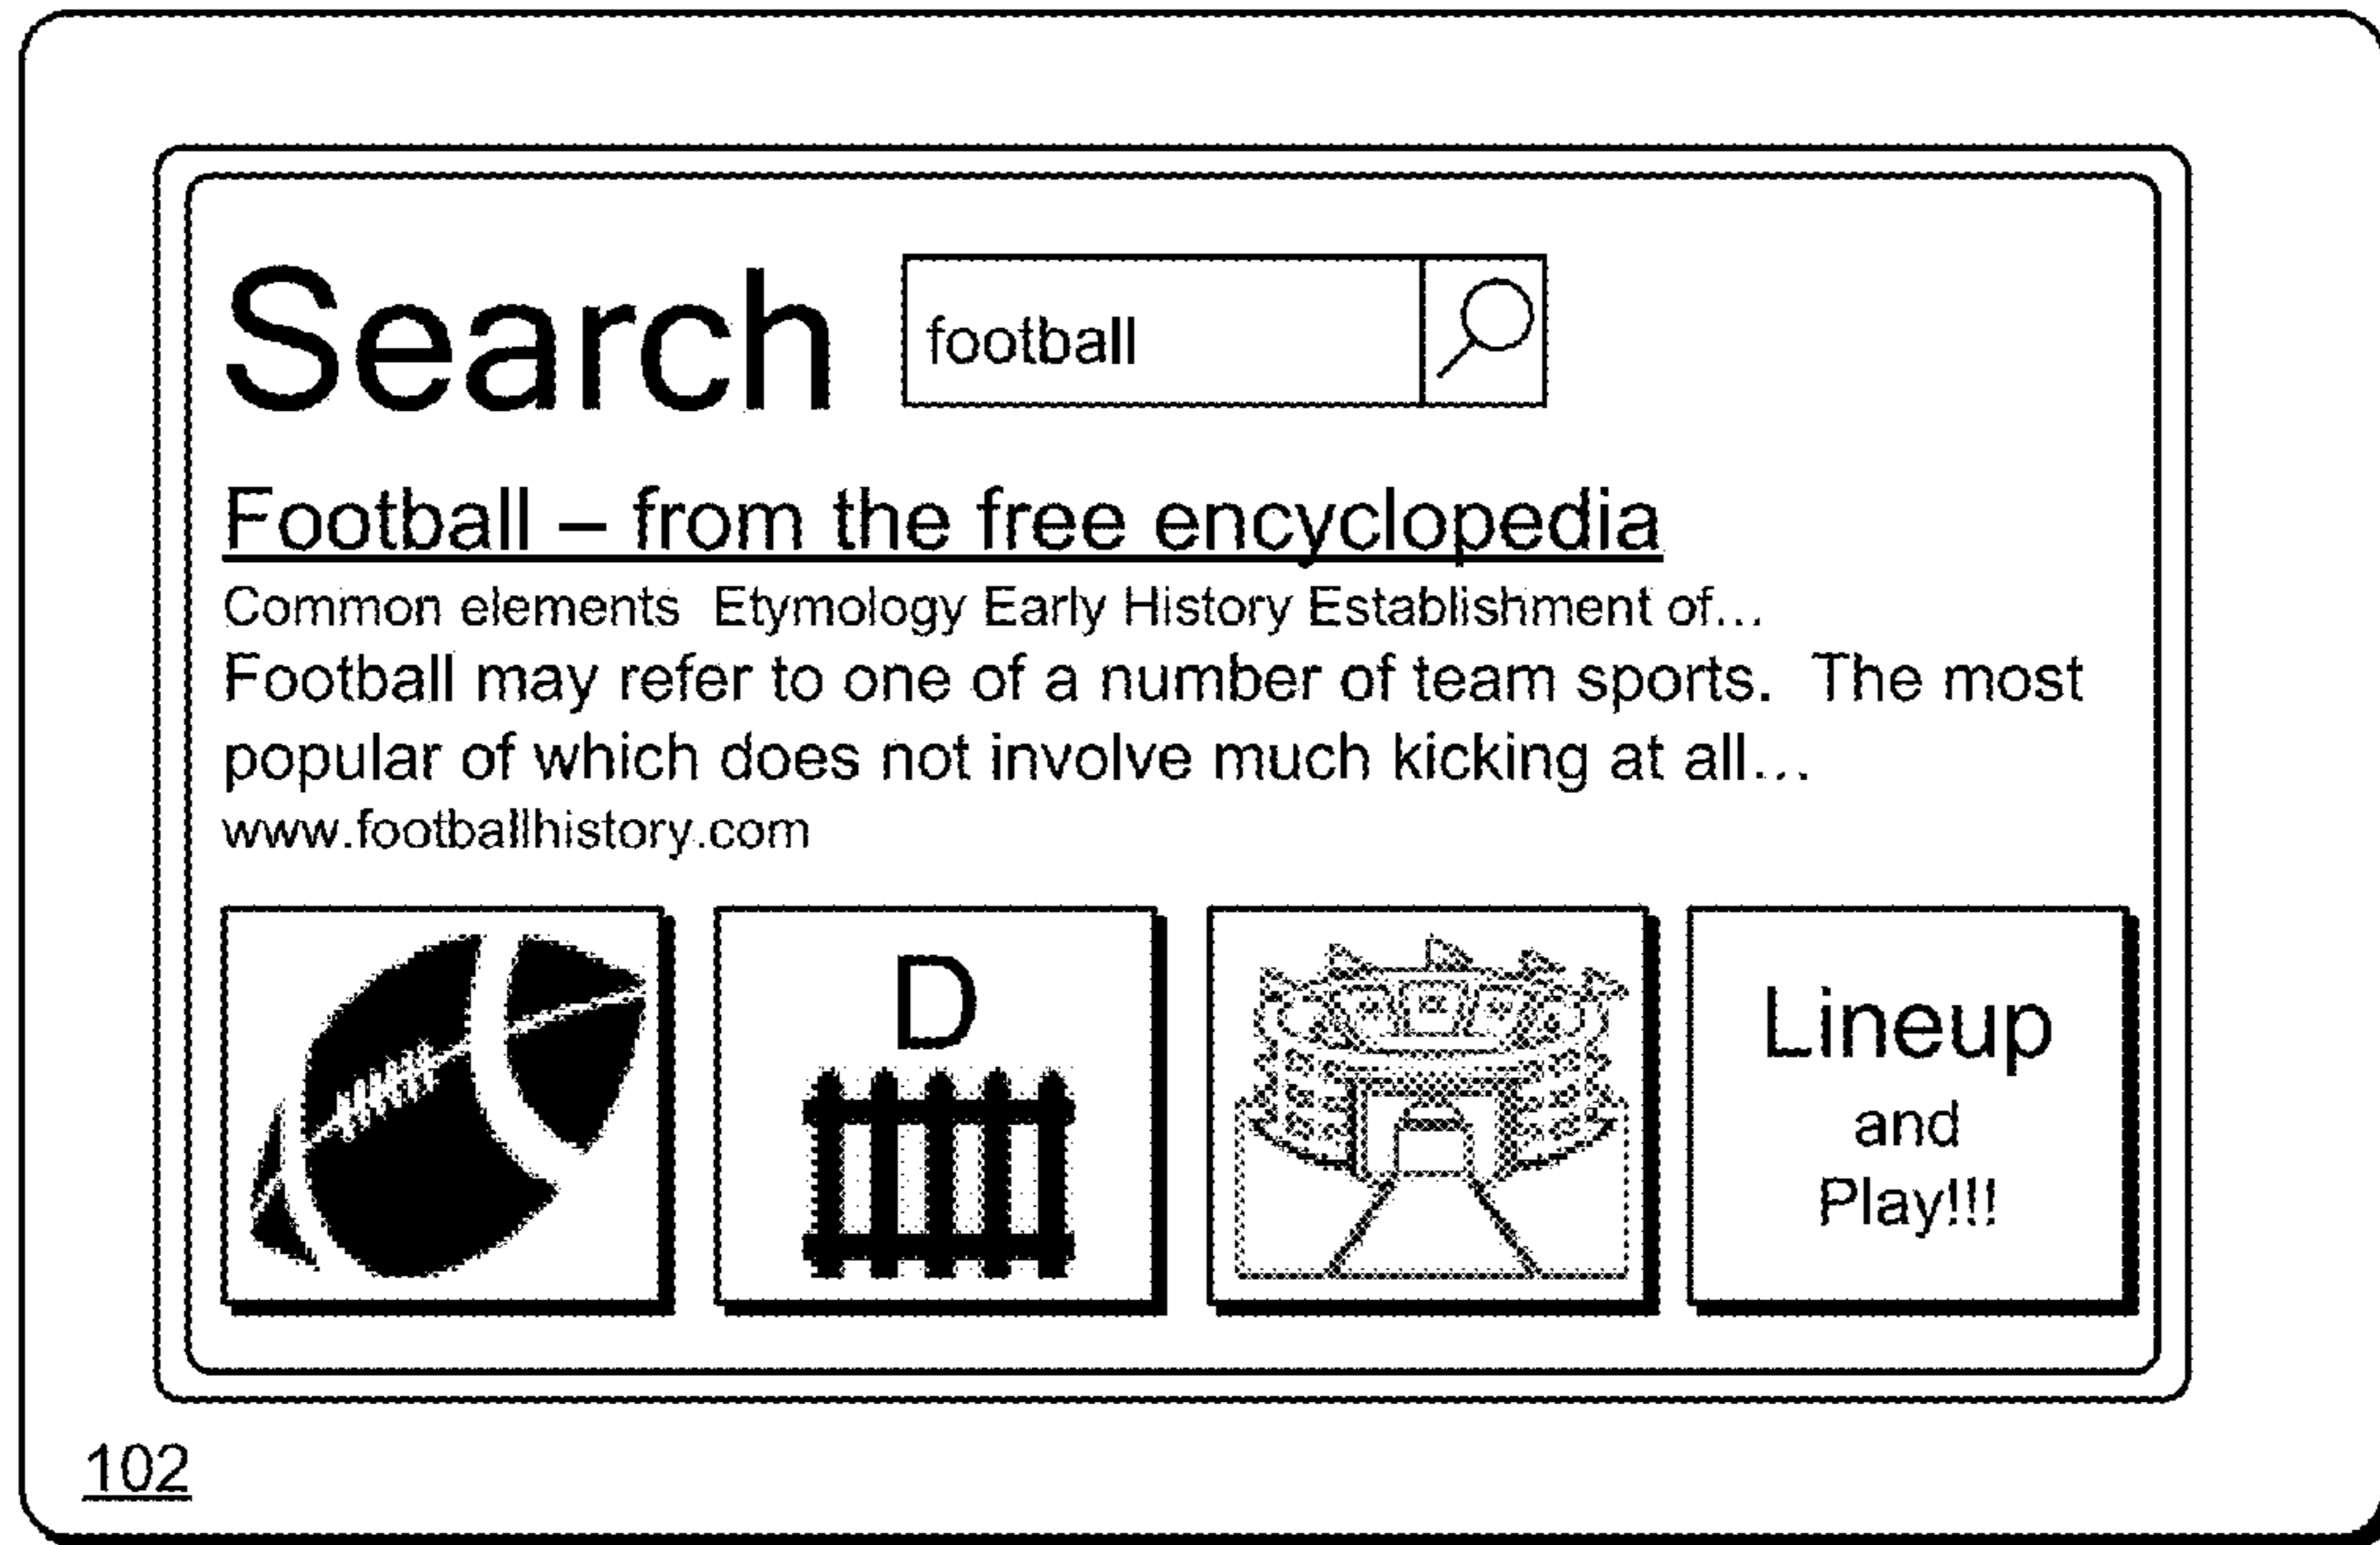 Search football
Football – from the free encyclopedia
Common elements  Etymology Early History Establishment of...
Football may refer to one of a number of team sports.  The most
popular of which does not involve much kicking at all...
www.footballhistory.com
D
Lineup
and
Play!!!
102